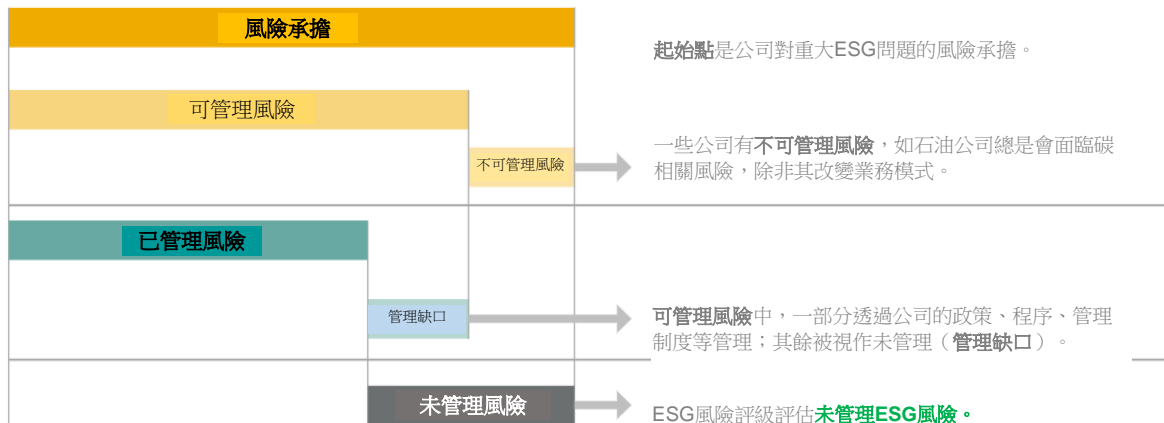 風險承擔
起始點是公司對重大ESG問題的風險承擔。
可管理風險
不可管理風險
一些公司有不可管理風險，如石油公司總是會面臨碳
相關風險，除非其改變業務模式。
已管理風險
管理缺口
可管理風險中，一部分透過公司的政策、程序、管理
制度等管理；其餘被視作未管理（管理缺口）。
未管理風險
ESG風險評級評估未管理ESG風險。